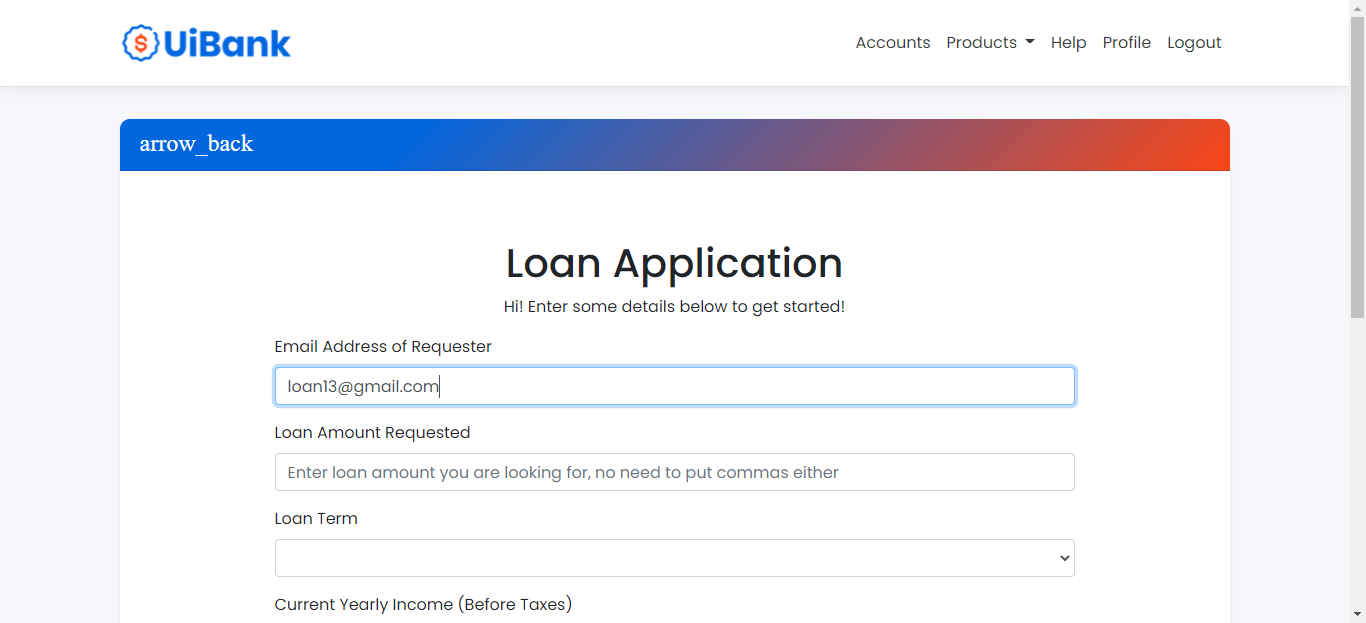 $ UiBank
Accounts Products Help Profile Logout
arrow_back
Loan Application
Hi! Enter some details below to get started!
Email Address of Requester
loan13@gmail.com
Loan Amount Requested
Enter loan amount you are looking for, no need to put commas either
Loan Term
Current Yearly Income (Before Taxes)